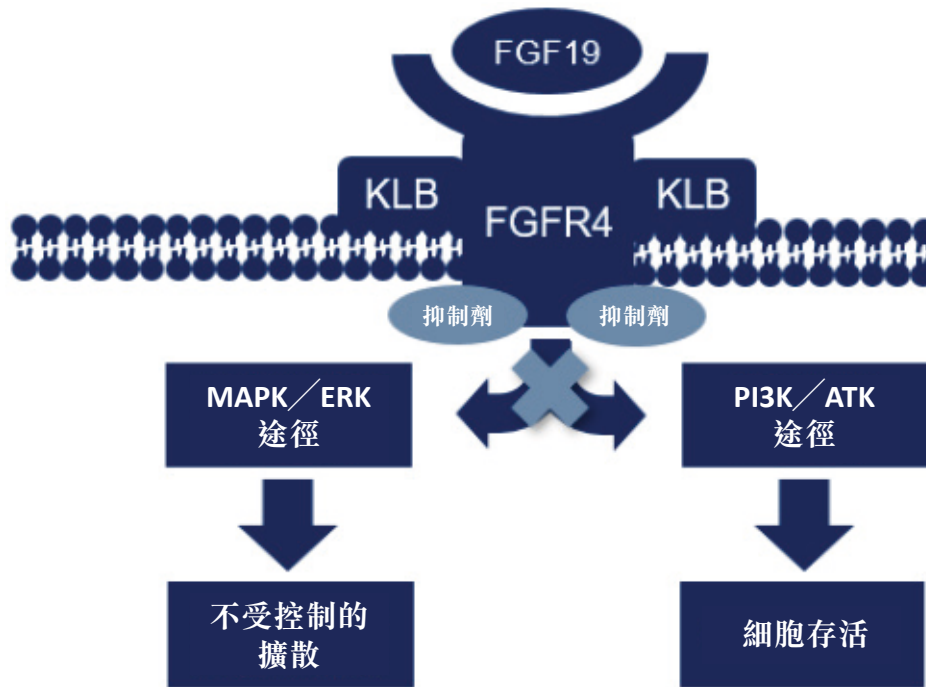 FGF19
KLB
FGFR4
KLB
抑制劑
抑制劑
MAPK／ERK
途徑
PI3K／ATK
途徑
不受控制的
擴散
細胞存活